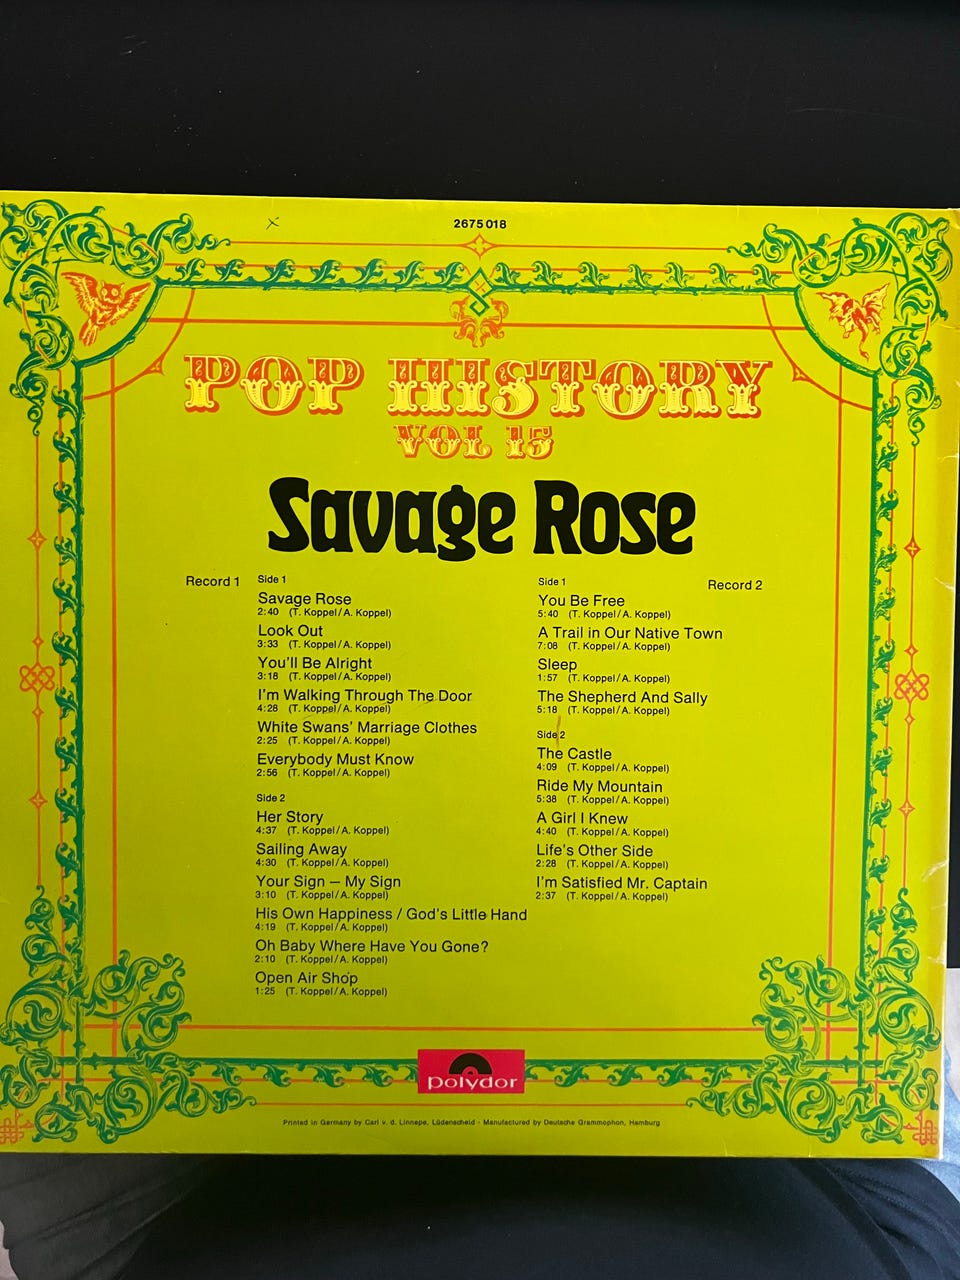 2675 018
POP HISTORY
VOL 15
Savage Rose
Record 1
Side 1
Savage Rose
2:40 (T. Koppel/A. Koppel)
Look Out
3:33 (T. Koppel/A. Koppel)
You'll Be Alright
3:18 (T. Koppel/A. Koppel)
I'm Walking Through The Door
4:28 (T. Koppel/A. Koppel)
White Swans' Marriage Clothes
2:25 (T. Koppel/A. Koppel)
Everybody Must Know
2:56 (T. Koppel/A. Koppel)
Side 2
Her Story
4:37 (T. Koppel/A. Koppel)
Sailing Away
4:30 (T. Koppel/A. Koppel)
Your Sign – My Sign
3:10 (T. Koppel/A. Koppel)
His Own Happiness / God's Little Hand
4:19 (T. Koppel/A. Koppel)
Oh Baby Where Have You Gone?
2:10 (T. Koppel/A. Koppel)
Open Air Shop
1:25 (T. Koppel/A. Koppel)
Record 2
Side 1
You Be Free
5:40 (T. Koppel/A. Koppel)
A Trail in Our Native Town
7:08 (T. Koppel/A. Koppel)
Sleep
1:57 (T. Koppel/A. Koppel)
The Shepherd And Sally
5:18 (T. Koppel/A. Koppel)
Side 2
The Castle
4:09 (T. Koppel/A. Koppel)
Ride My Mountain
5:38 (T. Koppel/A. Koppel)
A Girl I Knew
4:40 (T. Koppel/A. Koppel)
Life's Other Side
2:28 (T. Koppel/A. Koppel)
I'm Satisfied Mr. Captain
2:37 (T. Koppel/A. Koppel)
polydor
Printed in Germany by Carl v. d. Linnepe, Lüdenscheid · Manufactured by Deutsche Grammophon, Hamburg